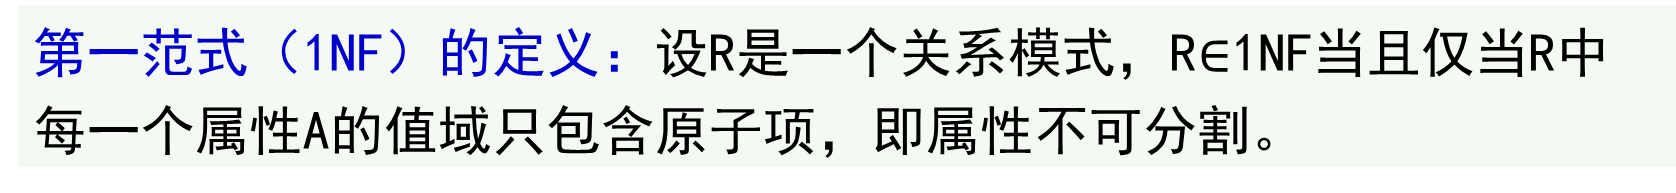 第一范式（1NF）的定义：设R是一个关系模式，R∈1NF当且仅当R中
每一个属性A的值域只包含原子项，即属性不可分割。